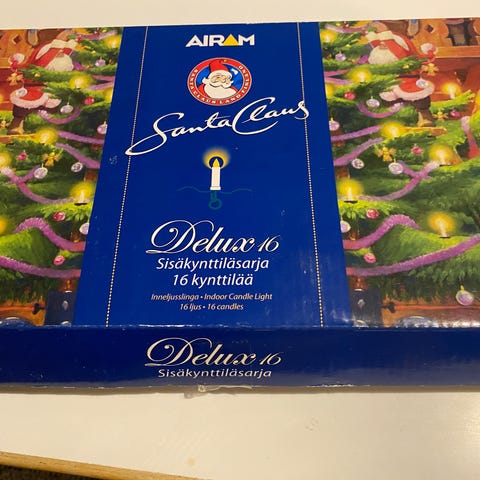 AIRAM
Santa Claus
Delux 16
Sisäkynttiläsarja
16 kynttilää
Inneljusslinga • Indoor Candle Light
16 ljus • 16 candles
Delux 16
Sisäkynttiläsarja